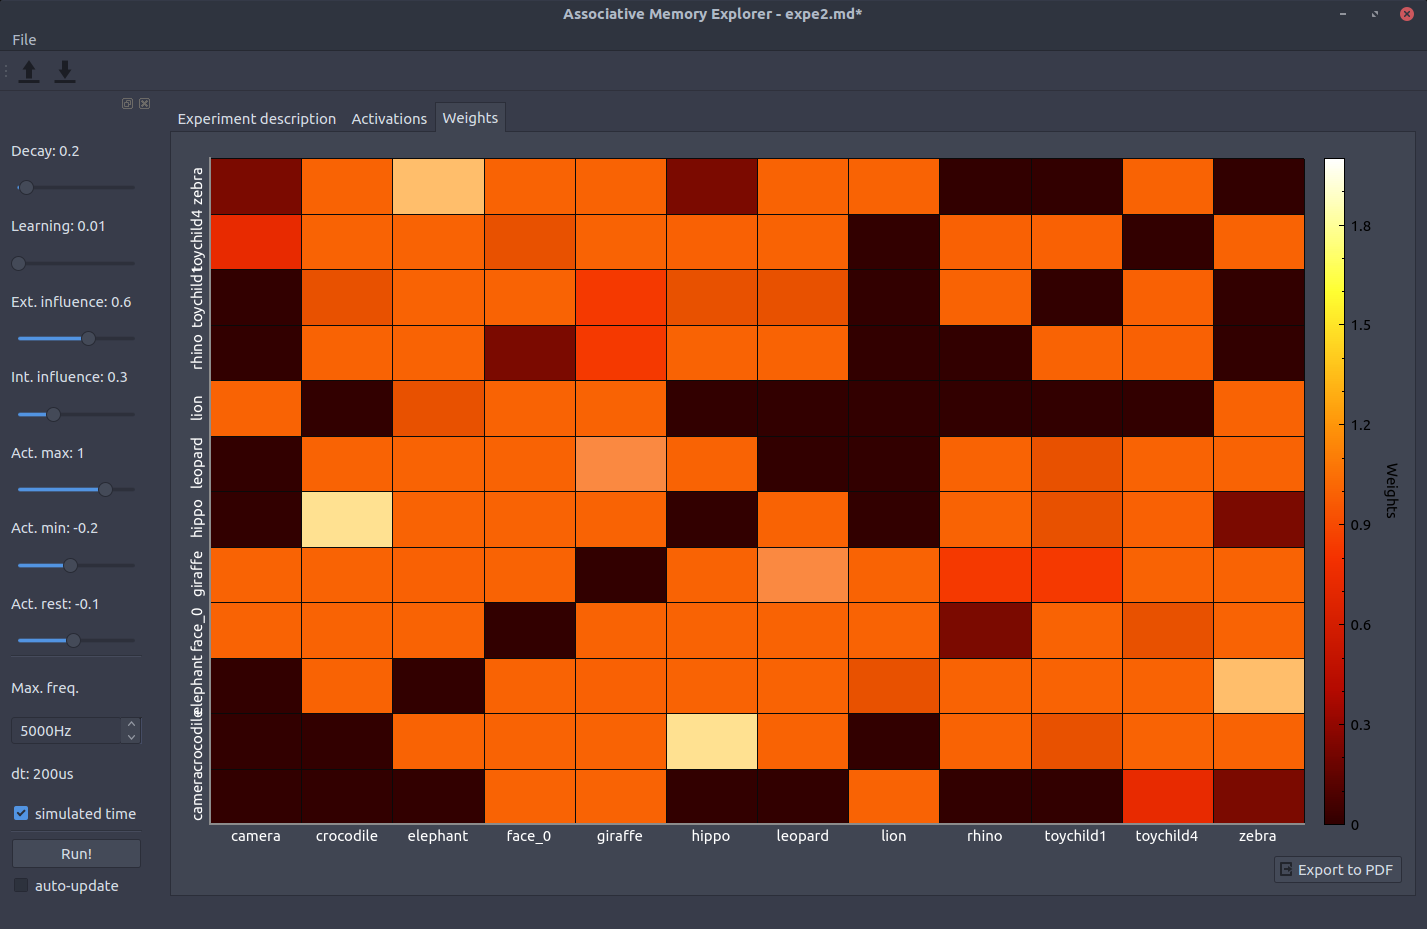 Associative Memory Explorer - expe2.md*
File
Experiment description Activations Weights
Decay: 0.2
Learning: 0.01
Ext. influence: 0.6
Int. influence: 0.3
Act. max: 1
Act. min: -0.2
Act. rest: -0.1
Max. freq.
5000Hz
dt: 200us
simulated time
Run!
auto-update
zebra
toychild4
toychild1
rhino
lion
leopard
hippo
giraffe
face_0
elephant
crocodile
camera
camera crocodile elephant face_0 giraffe hippo leopard lion rhino toychild1 toychild4 zebra
1.8
1.5
1.2
0.9
0.6
0.3
0
Weights
Export to PDF